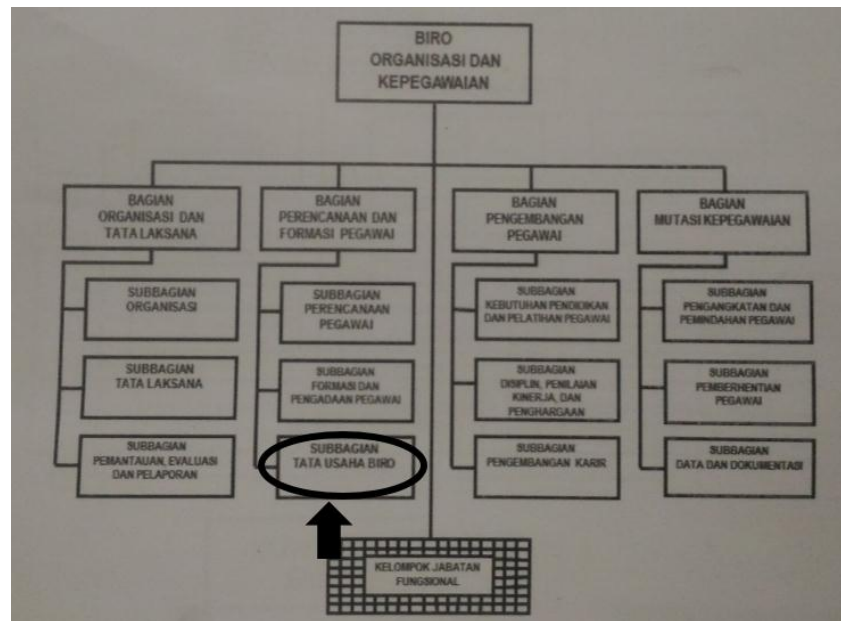 BIRO
ORGANISASI DAN
KEPEGAWAIAN
BAGIAN
ORGANISASI DAN
TATA LAKSANA
BAGIAN
PERENCANAAN DAN
FORMASI PEGAWAI
BAGIAN
PENGEMBANGAN
PEGAWAI
BAGIAN
MUTASI KEPEGAWAIAN
SUBBAGIAN
ORGANISASI
SUBBAGIAN
PERENCANAAN
PEGAWAI
SUBBAGIAN
KEBUTUHAN PENDIDIKAN
DAN PELATIHAN PEGAWAI
SUBBAGIAN
PENGANGKATAN DAN
PEMINDAHAN PEGAWAI
SUBBAGIAN
TATA LAKSANA
SUBBAGIAN
FORMASI DAN
PENGADAAN PEGAWAI
SUBBAGIAN
DISIPLIN, PENILAIAN
KINERJA, DAN
PENGHARGAAN
SUBBAGIAN
PEMBERHENTIAN
PEGAWAI
SUBBAGIAN
PEMANTAUAN, EVALUASI
DAN PELAPORAN
SUBBAGIAN
TATA USAHA BIRO
SUBBAGIAN
PENGEMBANGAN KARIR
SUBBAGIAN
DATA DAN DOKUMENTASI
KELOMPOK JABATAN
FUNGSIONAL